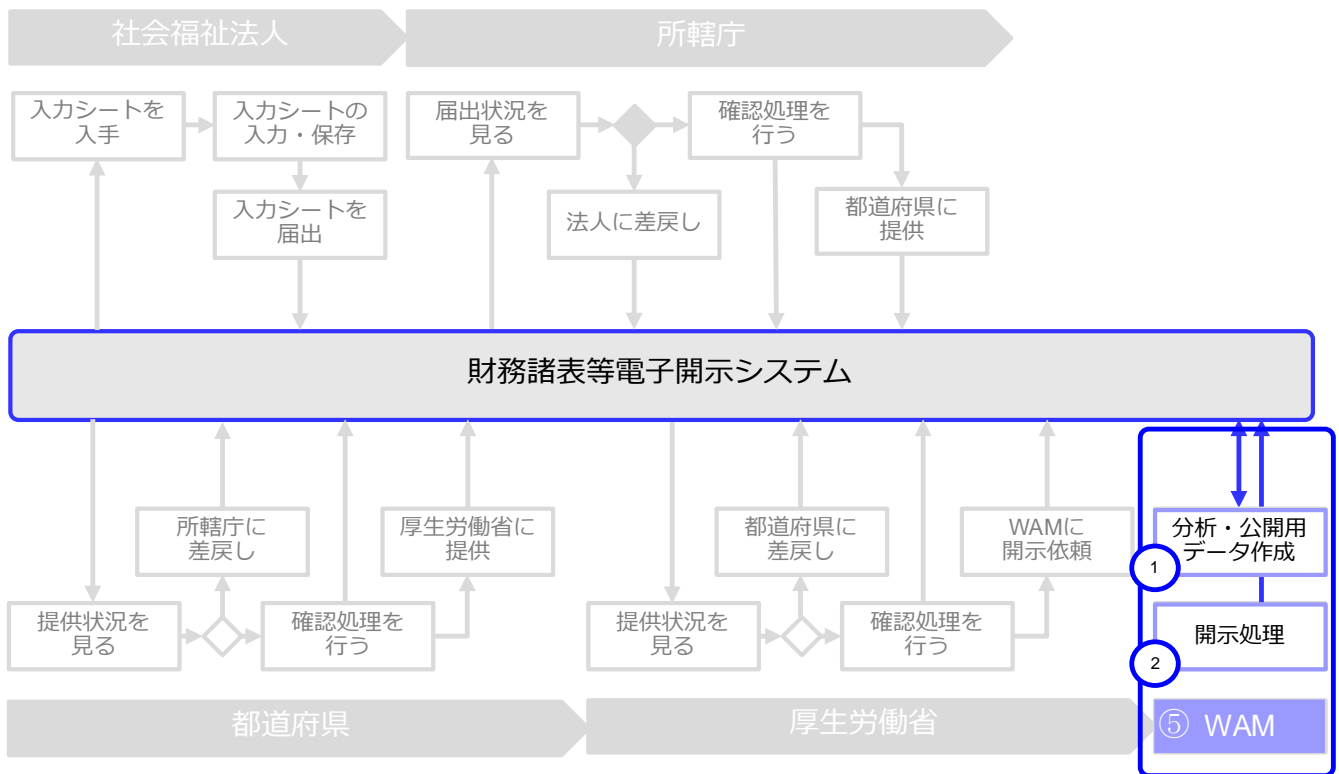 社会福祉法人
所轄庁
入力シートを
入手
入力シートの
入力・保存
入力シートを
届出
届出状況を
見る
法人に差戻し
確認処理を
行う
都道府県に
提供
財務諸表等電子開示システム
提供状況を
見る
所轄庁に
差戻し
確認処理を
行う
厚生労働省に
提供
提供状況を
見る
都道府県に
差戻し
確認処理を
行う
WAMに
開示依頼
分析・公開用
データ作成
1
開示処理
2
都道府県
厚生労働省
⑤ WAM